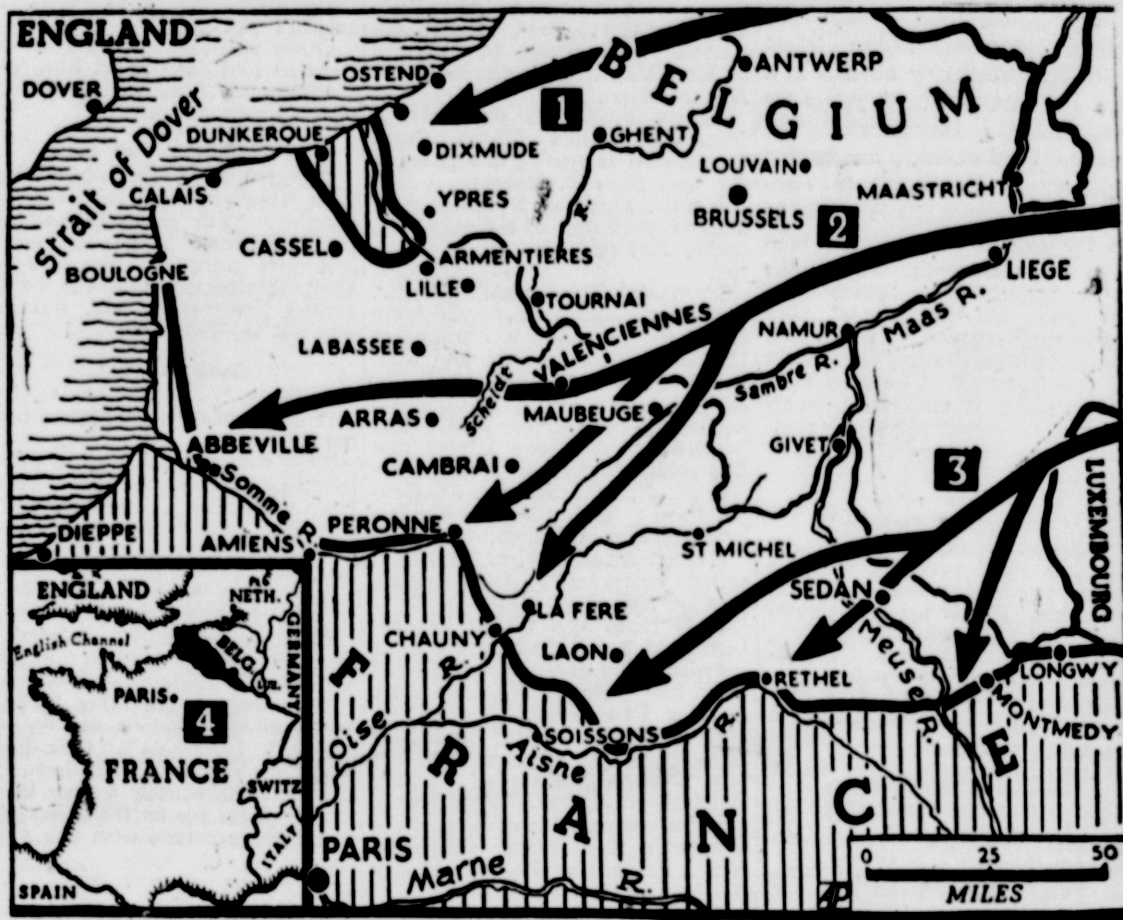 ENGLAND
DOVER
Strait of Dover
OSTEND
DUNKERQUE
CALAIS
BOULOGNE
CASSEL
1
BELGIUM
ANTWERP
GHENT
DIXMUDE
YPRES
LOUVAIN
BRUSSELS
MAASTRICHT
R.
2
ARMENTIERES
LILLE
TOURNAI
LABASSEE
VALENCIENNES
Scheldt
LIEGE
NAMUR
Maas R.
Sambre R.
ARRAS
MAUBEUGE
GIVET
CAMBRAI
ABBEVILLE
Somme R.
3
LUXEMBOURG
DIEPPE
AMIENS
PERONNE
ST MICHEL
SEDAN
LA FERE
CHAUNY
LAON
Meuse R.
LONGWY
MONTMEDY
RETHEL
SOISSONS
Aisne
R.
Oise
R.
FRANCE
PARIS
Marne
R.
AP
0 25 50
MILES
ENGLAND
NETH.
English Channel
BELG.
LUX.
GERMANY
PARIS
4
FRANCE
SWITZ
ITALY
SPAIN